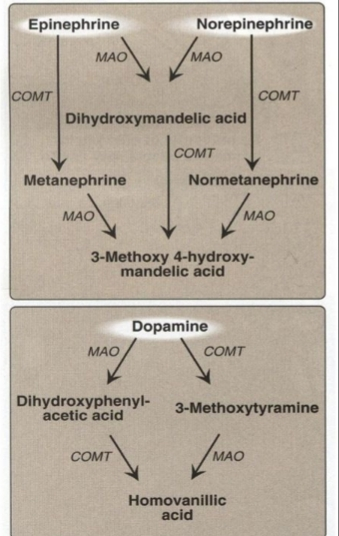 Epinephrine Norepinephrine
MAO MAO
COMT COMT
Dihydroxymandelic acid
COMT
Metanephrine Normetanephrine
MAO MAO
3-Methoxy 4-hydroxy-
mandelic acid
Dopamine
MAO COMT
Dihydroxyphenyl-
acetic acid
3-Methoxytyramine
COMT MAO
Homovanillic
acid